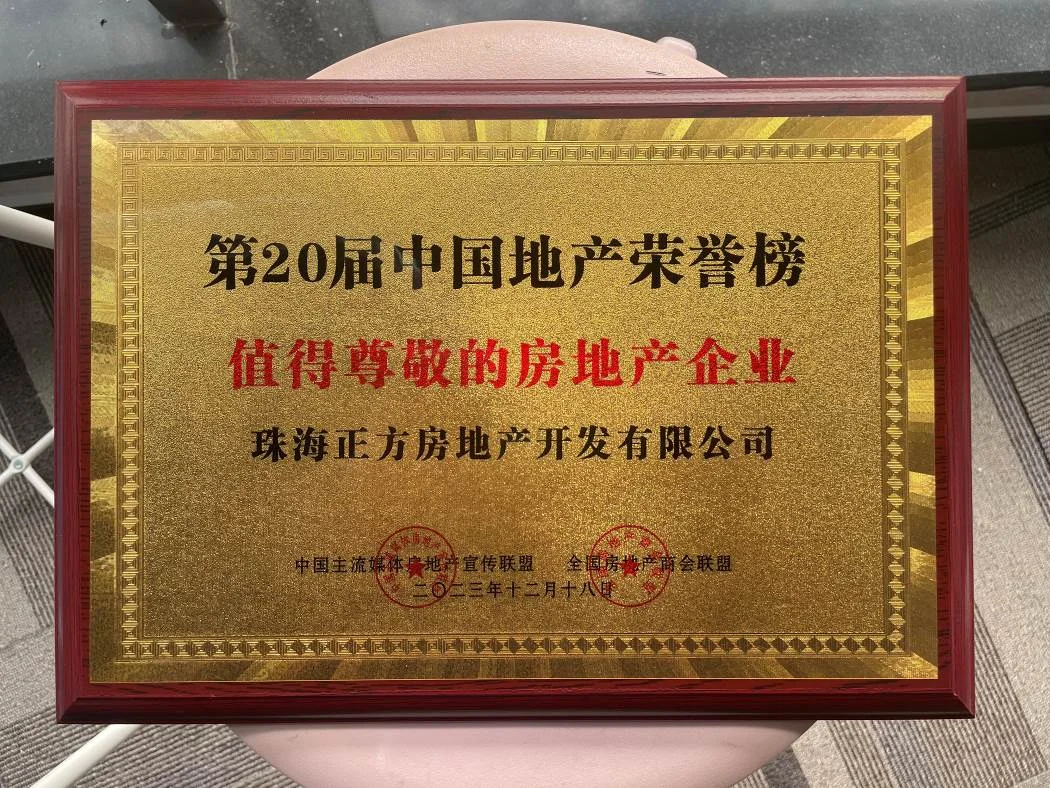 第20届中国地产荣誉榜
值得尊敬的房地产企业
珠海正方房地产开发有限公司
中国主流媒体房地产宣传联盟 全国房地产商会联盟
二〇二三年十二月十八日